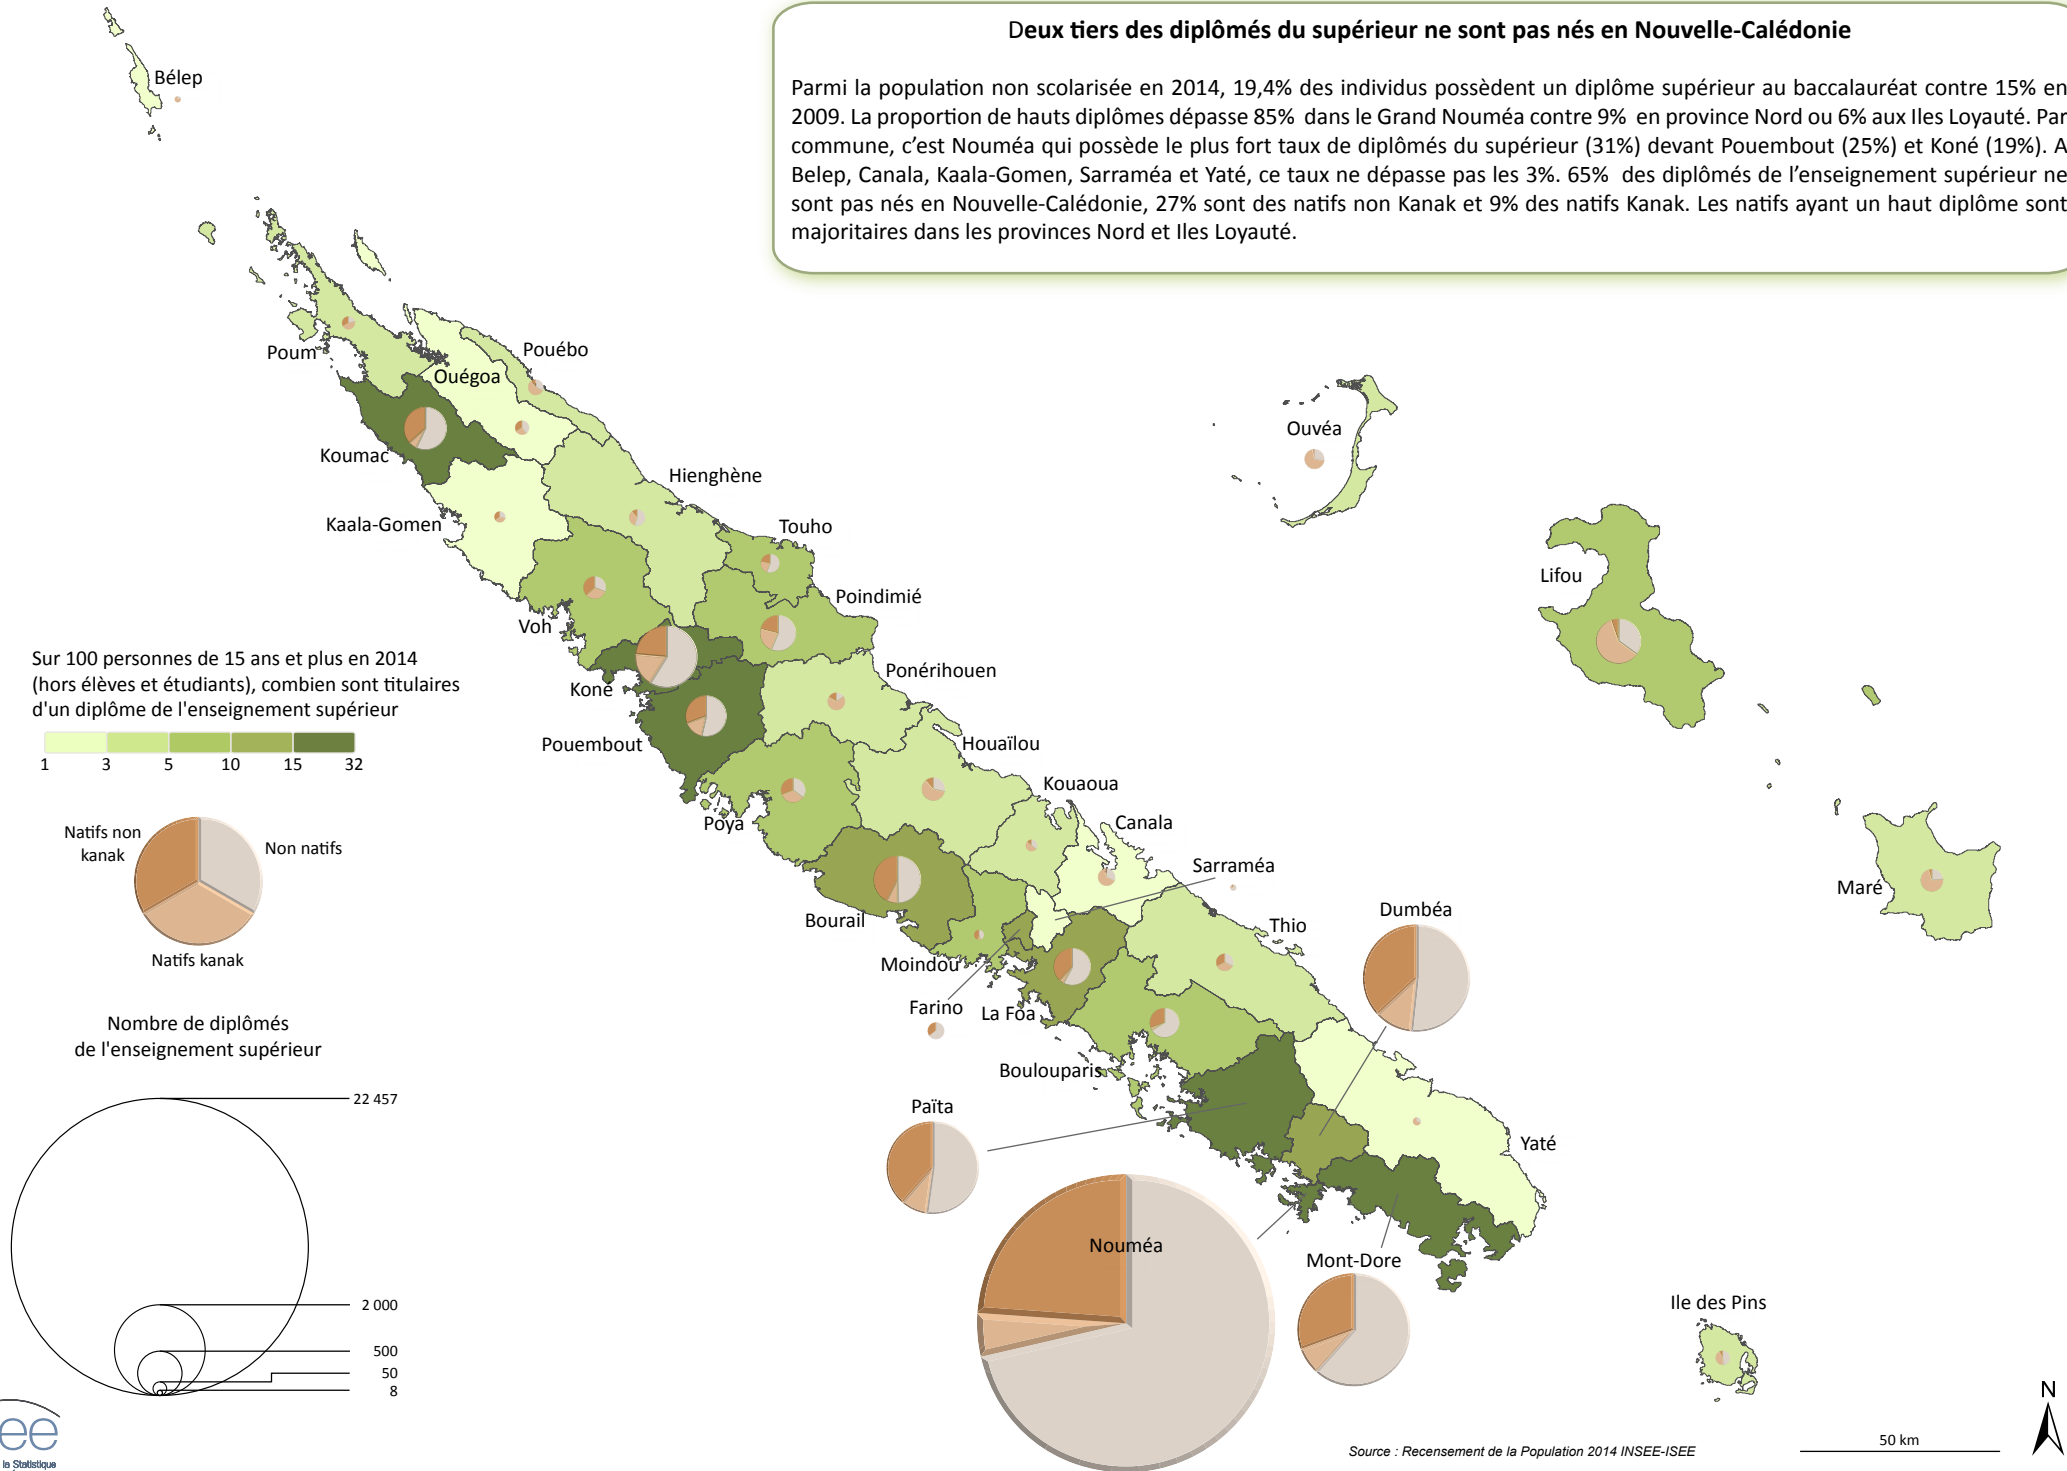 Deux tiers des diplômés du supérieur ne sont pas nés en Nouvelle-Calédonie
Parmi la population non scolarisée en 2014, 19,4% des individus possèdent un diplôme supérieur au baccalauréat contre 15% en
2009. La proportion de hauts diplômes dépasse 85% dans le Grand Nouméa contre 9% en province Nord ou 6% aux Iles Loyauté. Par
commune, c'est Nouméa qui possède le plus fort taux de diplômés du supérieur (31%) devant Pouembout (25%) et Koné (19%). A
Belep, Canala, Kaala-Gomen, Sarraméa et Yaté, ce taux ne dépasse pas les 3%. 65% des diplômés de l'enseignement supérieur ne
sont pas nés en Nouvelle-Calédonie, 27% sont des natifs non Kanak et 9% des natifs Kanak. Les natifs ayant un haut diplôme sont
majoritaires dans les provinces Nord et Iles Loyauté.
Bélep
Poum
Pouébo
Ouégoa
Koumac
Ouvéa
Hienghène
Kaala-Gomen
Touho
Lifou
Poindimié
Voh
Sur 100 personnes de 15 ans et plus en 2014
(hors élèves et étudiants), combien sont titulaires
d'un diplôme de l'enseignement supérieur
1 3 5 10 15 32
Ponérihouen
Koné
Pouembout
Houaïlou
Kouaoua
Poya
Canala
Natifs non
kanak
Non natifs
Natifs kanak
Sarraméa
Maré
Dumbéa
Bourail
Thio
Moindou
Farino
La Foa
Nombre de diplômés
de l'enseignement supérieur
22 457
2 000
500
50
8
Boulouparis
Païta
Yaté
Nouméa
Mont-Dore
Ile des Pins
N
50 km
Source : Recensement de la Population 2014 INSEE-ISEE
ee
la Statistique